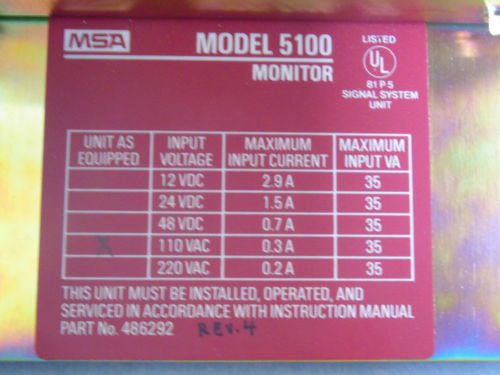 MSA MODEL 5100
MONITOR
LISTED
UL
81P5
SIGNAL SYSTEM
UNIT
UNIT AS EQUIPPED INPUT VOLTAGE MAXIMUM INPUT CURRENT MAXIMUM INPUT VA
12 VDC 2.9 A 35
24 VDC 1.5 A 35
48 VDC 0.7 A 35
X 110 VAC 0.3 A 35
220 VAC 0.2 A 35
THIS UNIT MUST BE INSTALLED, OPERATED, AND
SERVICED IN ACCORDANCE WITH INSTRUCTION MANUAL
PART No. 486292 REV. 4